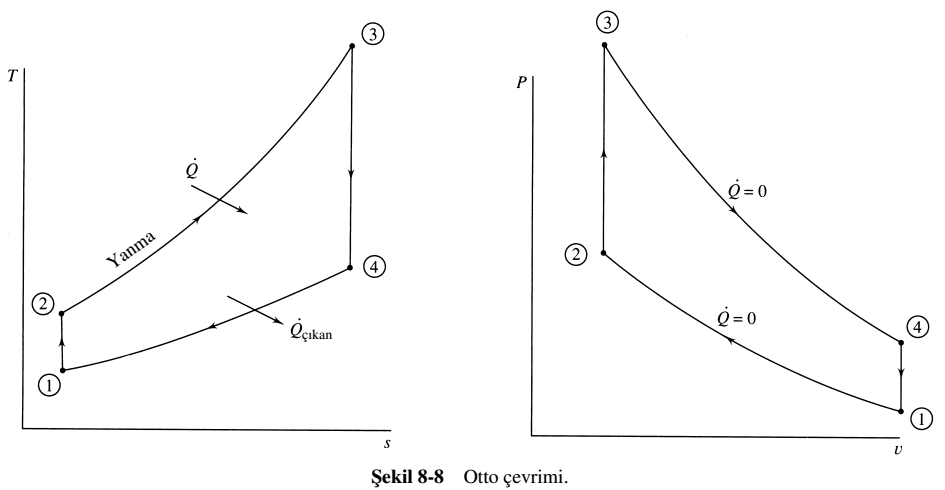 T
③
Q̇
Yanma
④
②
Q̇çıkan
①
s
③
P
Q̇ = 0
②
Q̇ = 0
④
①
v
Şekil 8-8 Otto çevrimi.